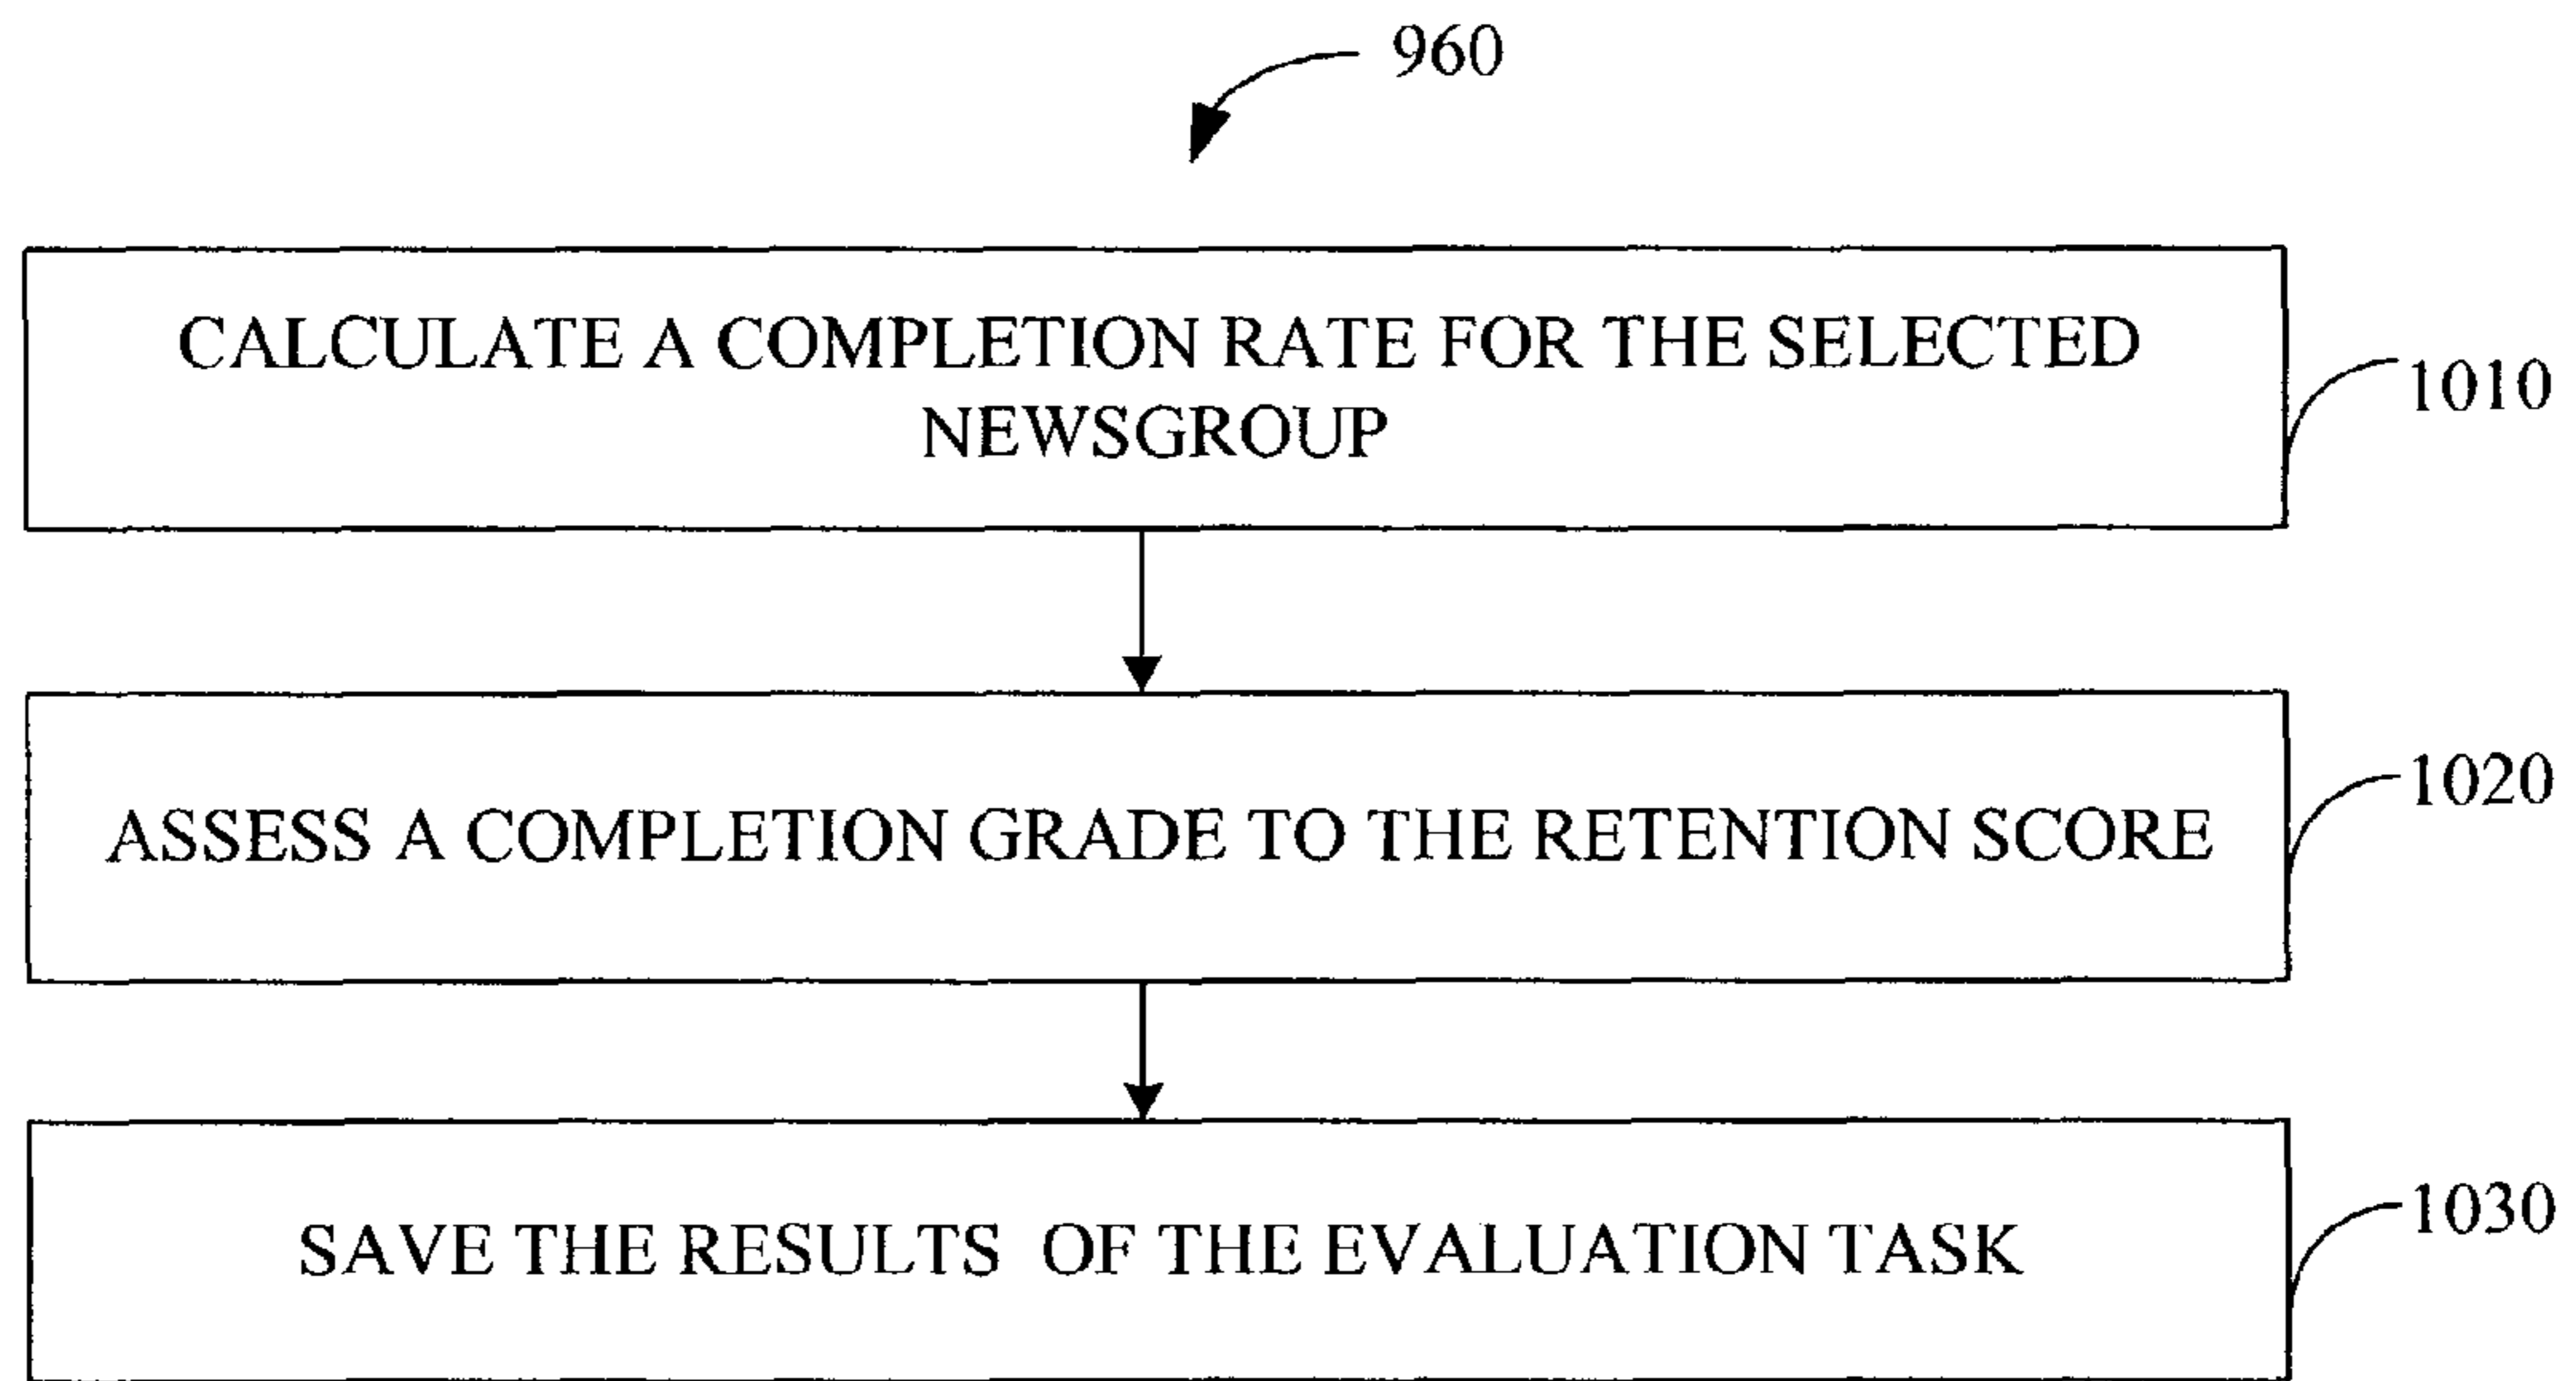 960
CALCULATE A COMPLETION RATE FOR THE SELECTED
NEWSGROUP
1010
ASSESS A COMPLETION GRADE TO THE RETENTION SCORE
1020
SAVE THE RESULTS OF THE EVALUATION TASK
1030